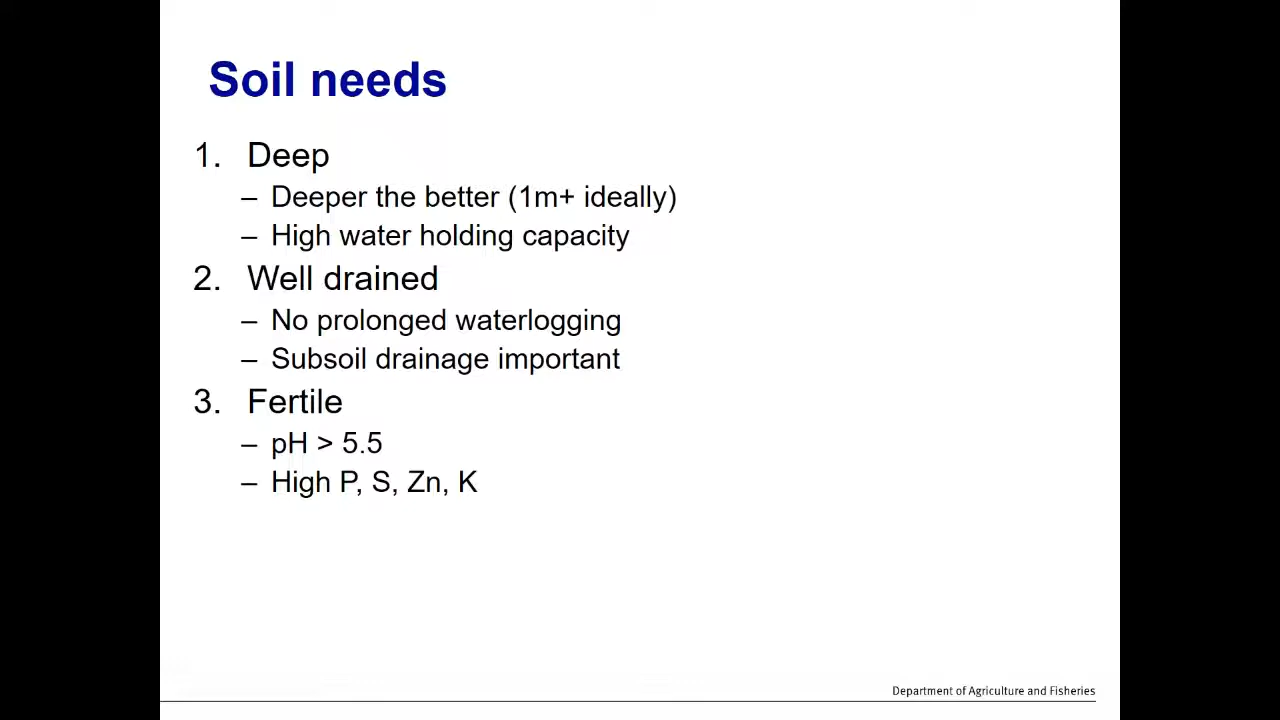 Soil needs
1. Deep
– Deeper the better (1m+ ideally)
– High water holding capacity
2. Well drained
– No prolonged waterlogging
– Subsoil drainage important
3. Fertile
– pH > 5.5
– High P, S, Zn, K
Department of Agriculture and Fisheries